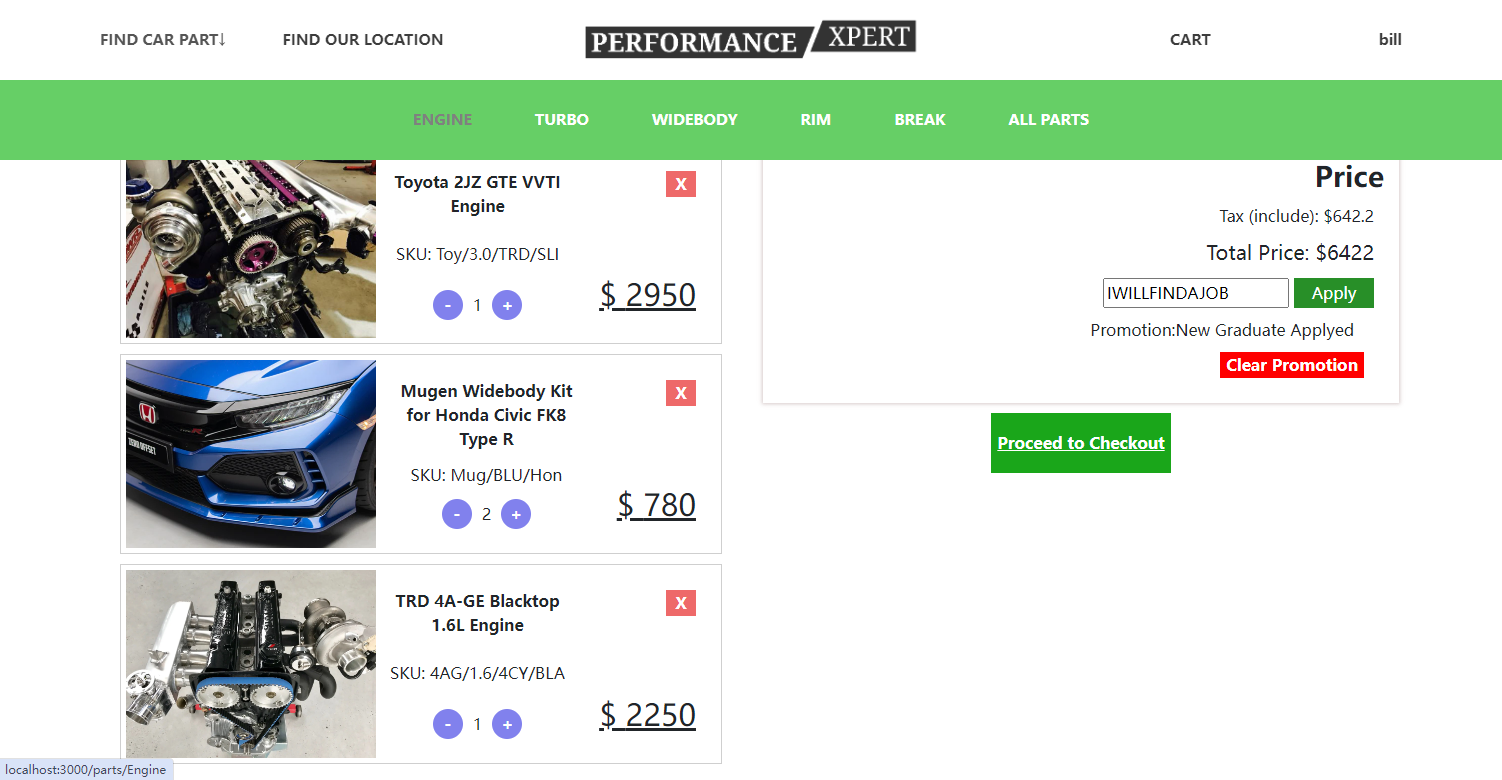 FIND CAR PART↓
FIND OUR LOCATION
PERFORMANCE XPERT
CART
bill
ENGINE
TURBO
WIDEBODY
RIM
BREAK
ALL PARTS
Toyota 2JZ GTE VVTI
Engine
X
SKU: Toy/3.0/TRD/SLI
- 1 +
$ 2950
Mugen Widebody Kit
for Honda Civic FK8
Type R
X
SKU: Mug/BLU/Hon
- 2 +
$ 780
TRD 4A-GE Blacktop
1.6L Engine
X
SKU: 4AG/1.6/4CY/BLA
- 1 +
$ 2250
Price
Tax (include): $642.2
Total Price: $6422
IWILLFINDAJOB
Apply
Promotion:New Graduate Applyed
Clear Promotion
Proceed to Checkout
localhost:3000/parts/Engine